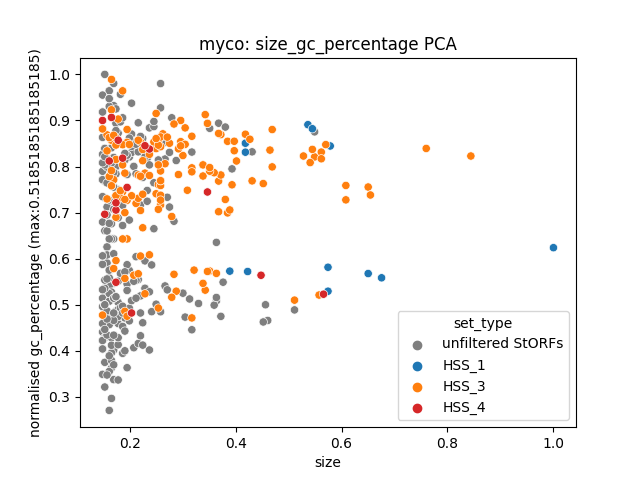 myco: size_gc_percentage PCA
normalised gc_percentage (max:0.5185185185185185)
1.0
0.9
0.8
0.7
0.6
0.5
0.4
0.3
0.2
0.4
0.6
0.8
1.0
size
set_type
unfiltered StORFs
HSS_1
HSS_3
HSS_4